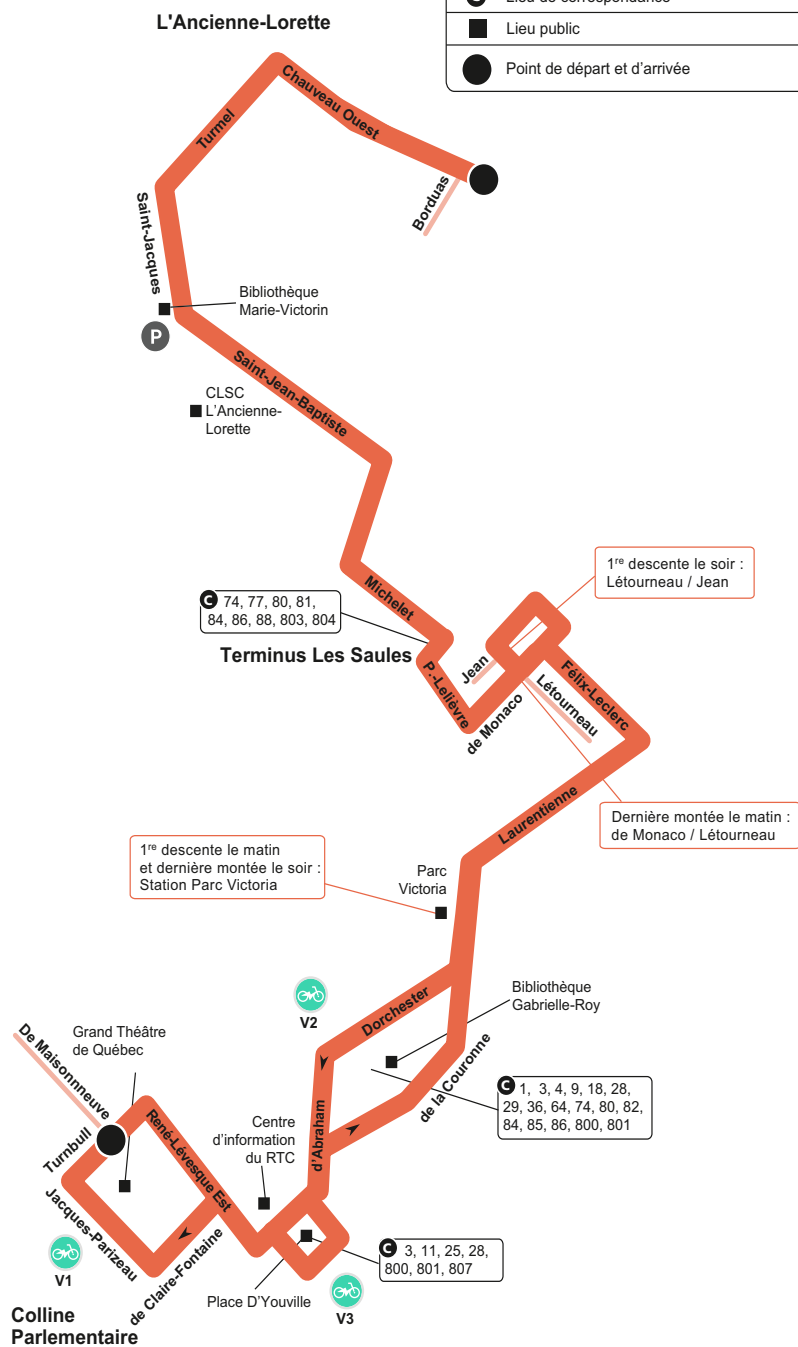 Lieu de correspondance
Lieu public
Point de départ et d'arrivée
L'Ancienne-Lorette
Chauveau Ouest
Turmel
Borduas
Saint-Jacques
Bibliothèque
Marie-Victorin
P
Saint-Jean-Baptiste
CLSC
L'Ancienne-
Lorette
1re descente le soir :
Létourneau / Jean
C 74, 77, 80, 81,
84, 86, 88, 803, 804
Michelet
Terminus Les Saules
Jean
P.-Lelièvre
de Monaco
Létourneau
Félix-Leclerc
Laurentienne
Dernière montée le matin :
de Monaco / Létourneau
1re descente le matin
et dernière montée le soir :
Station Parc Victoria
Parc
Victoria
V2
Dorchester
Bibliothèque
Gabrielle-Roy
de la Couronne
C 1, 3, 4, 9, 18, 28,
29, 36, 64, 74, 80, 82,
84, 85, 86, 800, 801
De Maisonnneuve
Grand Théâtre
de Québec
Centre
d'information
du RTC
d'Abraham
Turnbull
René-Lévesque Est
Jacques-Parizeau
de Claire-Fontaine
V1
C 3, 11, 25, 28,
800, 801, 807
Place D'Youville
V3
Colline
Parlementaire